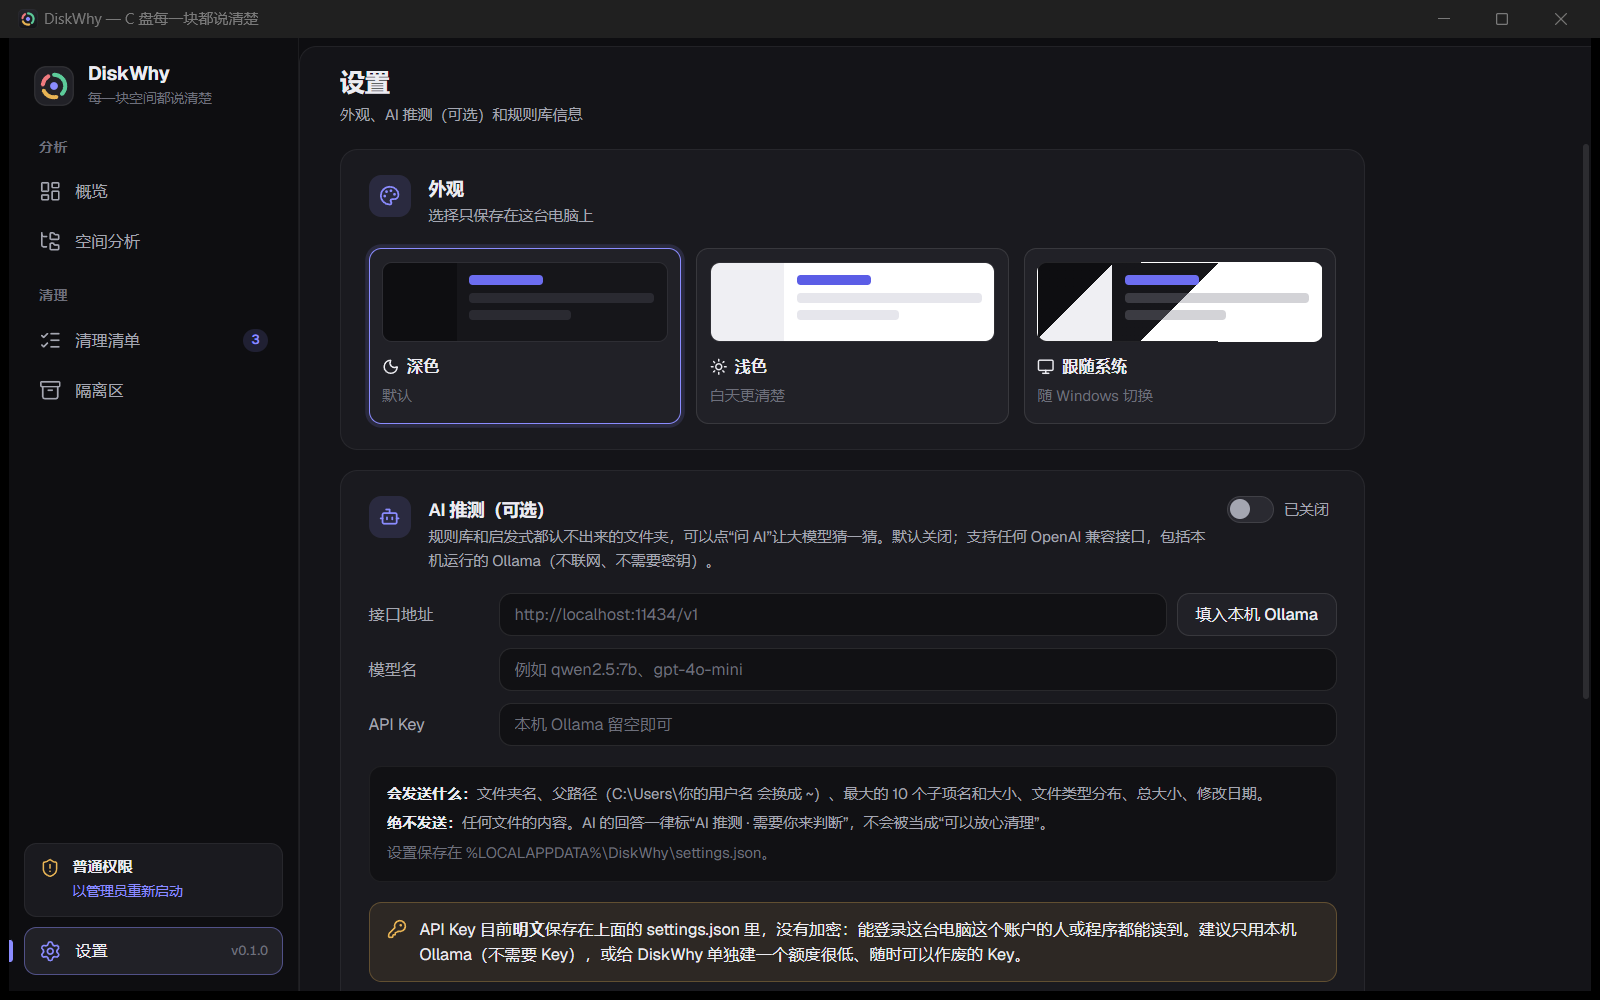 DiskWhy — C 盘每一块都说清楚
DiskWhy
每一块空间都说清楚
分析
概览
空间分析
清理
清理清单
3
隔离区
普通权限
以管理员重新启动
设置
v0.1.0
设置
外观、AI 推测（可选）和规则库信息
外观
选择只保存在这台电脑上
深色
默认
浅色
白天更清楚
跟随系统
随 Windows 切换
AI 推测（可选）
已关闭
规则库和启发式都认不出来的文件夹，可以点“问 AI”让大模型猜一猜。默认关闭；支持任何 OpenAI 兼容接口，包括本
机运行的 Ollama（不联网、不需要密钥）。
接口地址
http://localhost:11434/v1
填入本机 Ollama
模型名
例如 qwen2.5:7b、gpt-4o-mini
API Key
本机 Ollama 留空即可
会发送什么：文件夹名、父路径（C:\Users\你的用户名 会换成 ~）、最大的 10 个子项名和大小、文件类型分布、总大小、修改日期。
绝不发送：任何文件的内容。AI 的回答一律标“AI 推测 · 需要你来判断”，不会被当成“可以放心清理”。
设置保存在 %LOCALAPPDATA%\DiskWhy\settings.json。
API Key 目前明文保存在上面的 settings.json 里，没有加密：能登录这台电脑这个账户的人或程序都能读到。建议只用本机
Ollama（不需要 Key），或给 DiskWhy 单独建一个额度很低、随时可以作废的 Key。